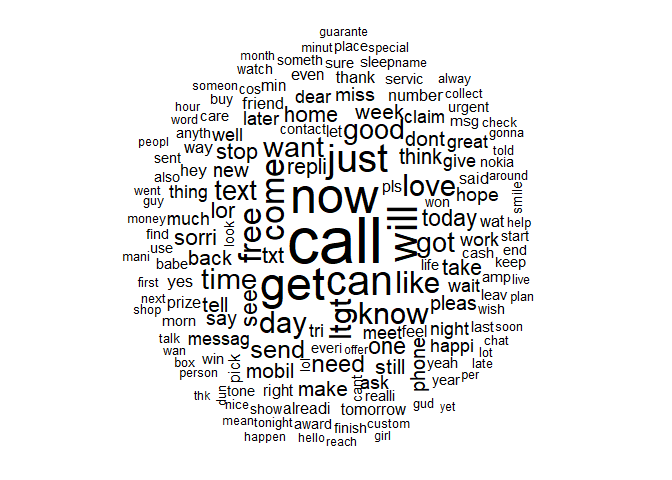 guarante
minut place special
month someth sure sleep name
watch even thank servic alway
someon cos min dear miss number collect
hour buy friend home week claim urgent
word care later contact let good msg check
peopl anyth well stop want just dont great gonna
sent way repli think give told
also hey new come nokia around
went thing text now pls love said hope smile
guy lor free won
money much call will today wat help
find sorri look got work start
use back txt cash end
mani babe life take keep
first yes time get can like wait amp live
next prize tell see ltgt know pleas leav plan
shop say day wish
morn messag tri meet feel night last soon
talk send everi offer one happi chat
wan win pick lol need still phone yeah lot
box mobil late
person tone right make cant ask year per
thk dun realli
nice show alreadi tomorrow gud yet
mean tonight award finish custom
happen hello reach girl